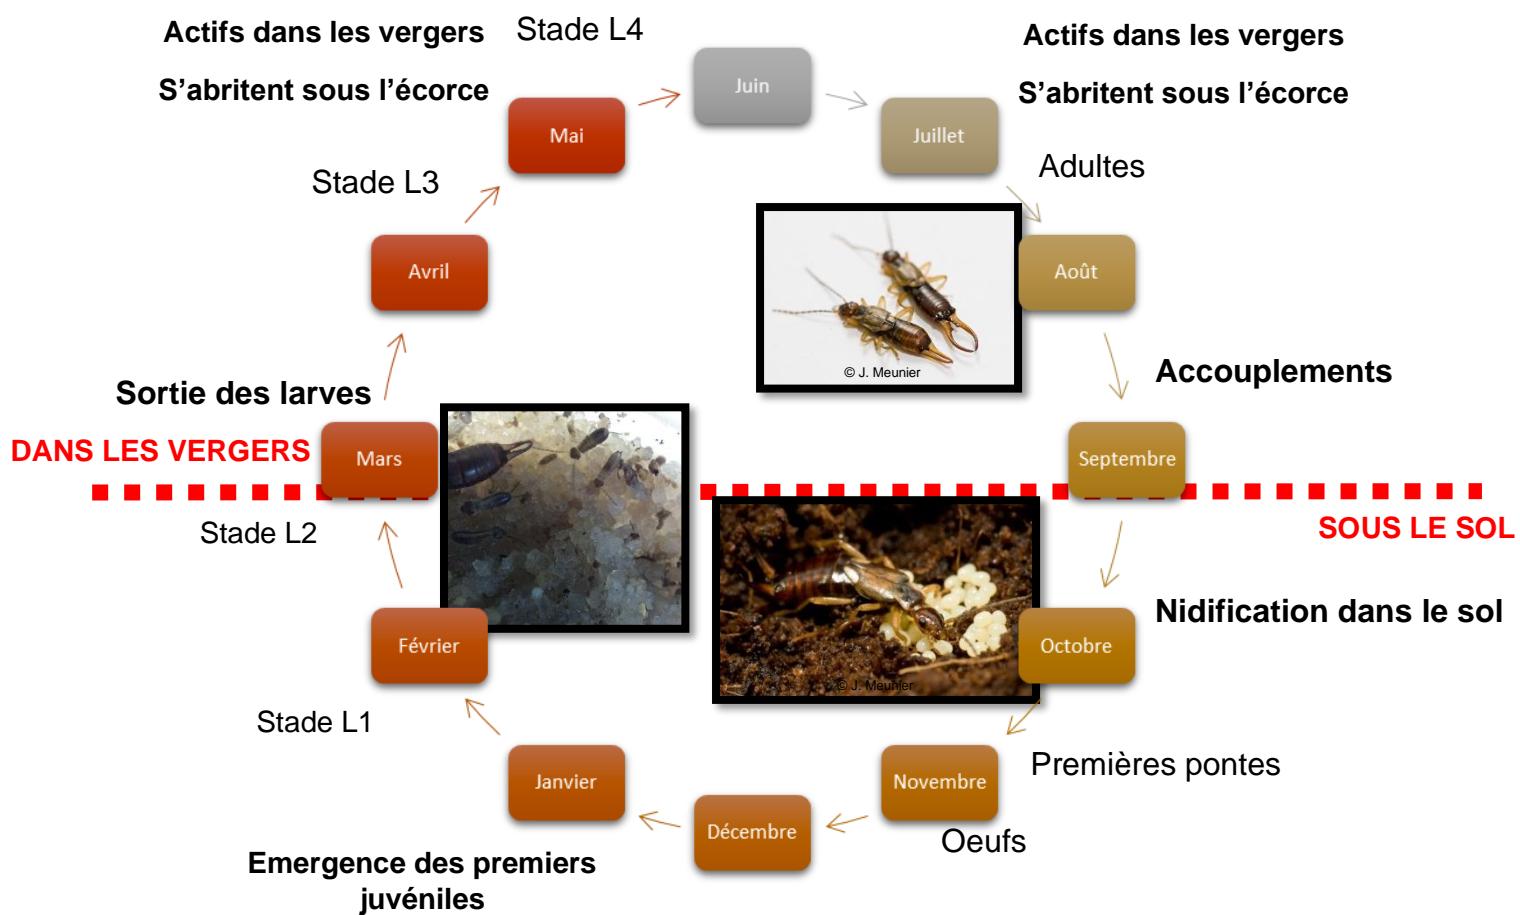 Actifs dans les vergers
S'abritent sous l'écorce
Stade L4
Juin
Actifs dans les vergers
S'abritent sous l'écorce
Mai
Juillet
Stade L3
Adultes
Avril
Août
© J. Meunier
Sortie des larves
Accouplements
DANS LES VERGERS
Mars
Septembre
Stade L2
SOUS LE SOL
Février
Octobre
Nidification dans le sol
© J. Meunier
Stade L1
Janvier
Novembre
Premières pontes
Décembre
Oeufs
Emergence des premiers
juvéniles